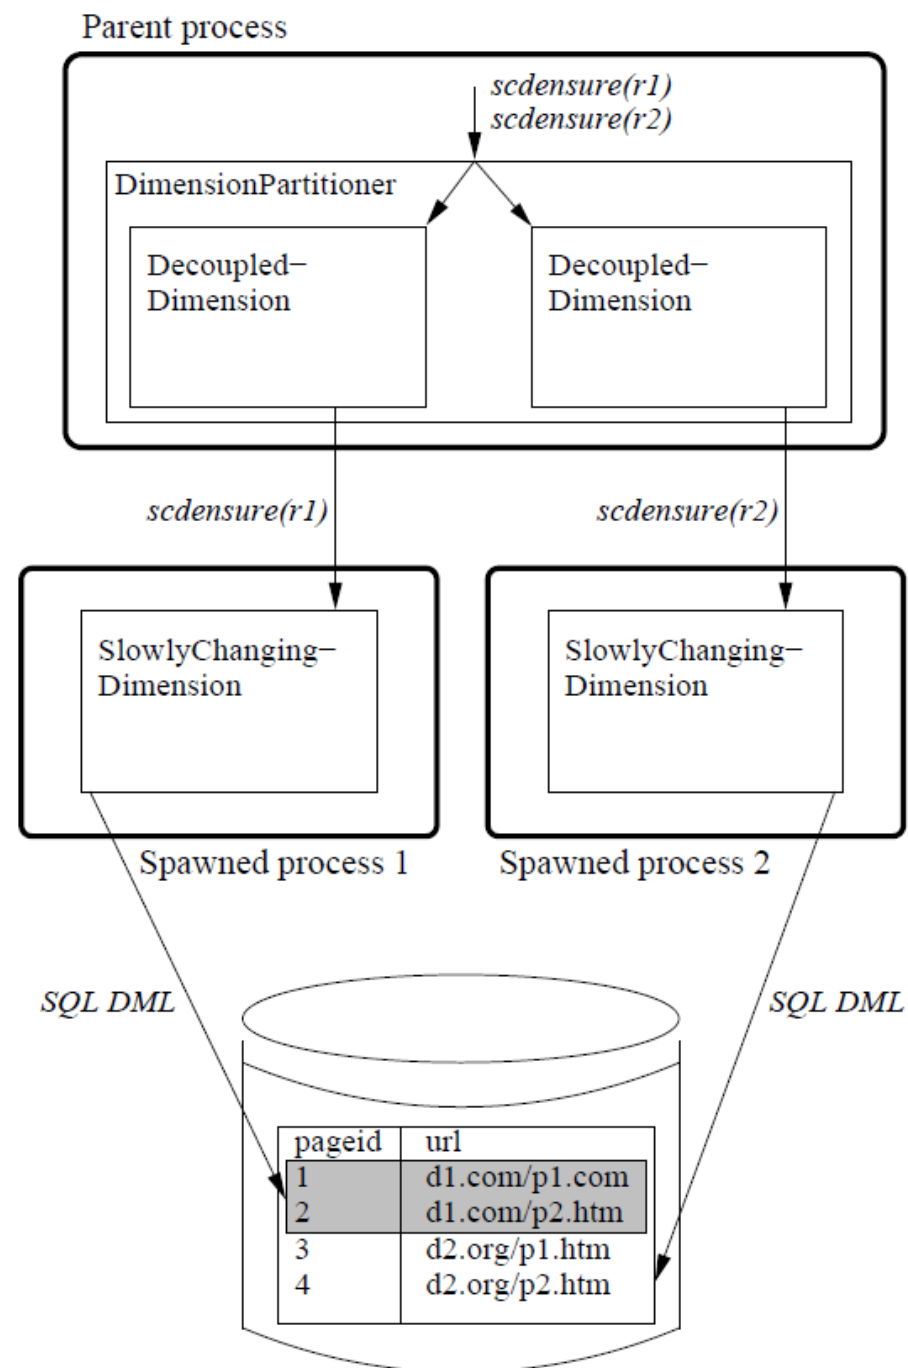 Parent process
scdensure(r1)
scdensure(r2)
DimensionPartitioner
Decoupled−
Dimension
Decoupled−
Dimension
scdensure(r1)
scdensure(r2)
SlowlyChanging−
Dimension
SlowlyChanging−
Dimension
Spawned process 1
Spawned process 2
SQL DML
SQL DML
pageid url
1 d1.com/p1.com
2 d1.com/p2.htm
3 d2.org/p1.htm
4 d2.org/p2.htm